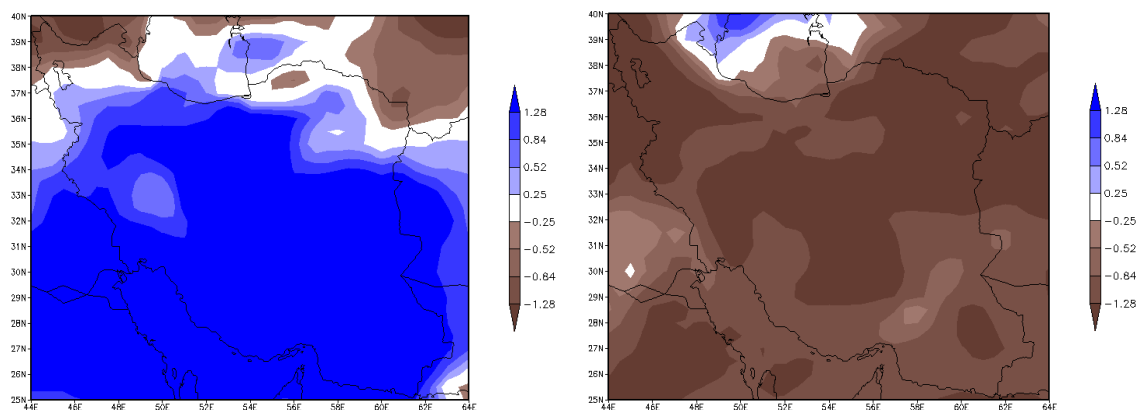 40N
39N
38N
37N
36N
35N
34N
33N
32N
31N
30N
29N
28N
27N
26N
25N
44E 46E 48E 50E 52E 54E 56E 58E 60E 62E 64E
1.28
0.84
0.52
0.25
−0.25
−0.52
−0.84
−1.28
40N
39N
38N
37N
36N
35N
34N
33N
32N
31N
30N
29N
28N
27N
26N
25N
44E 46E 48E 50E 52E 54E 56E 58E 60E 62E 64E
1.28
0.84
0.52
0.25
−0.25
−0.52
−0.84
−1.28